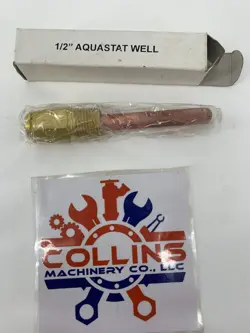 1/2" AQUASTAT WELL
COLLINS
MACHINERY CO., LLC